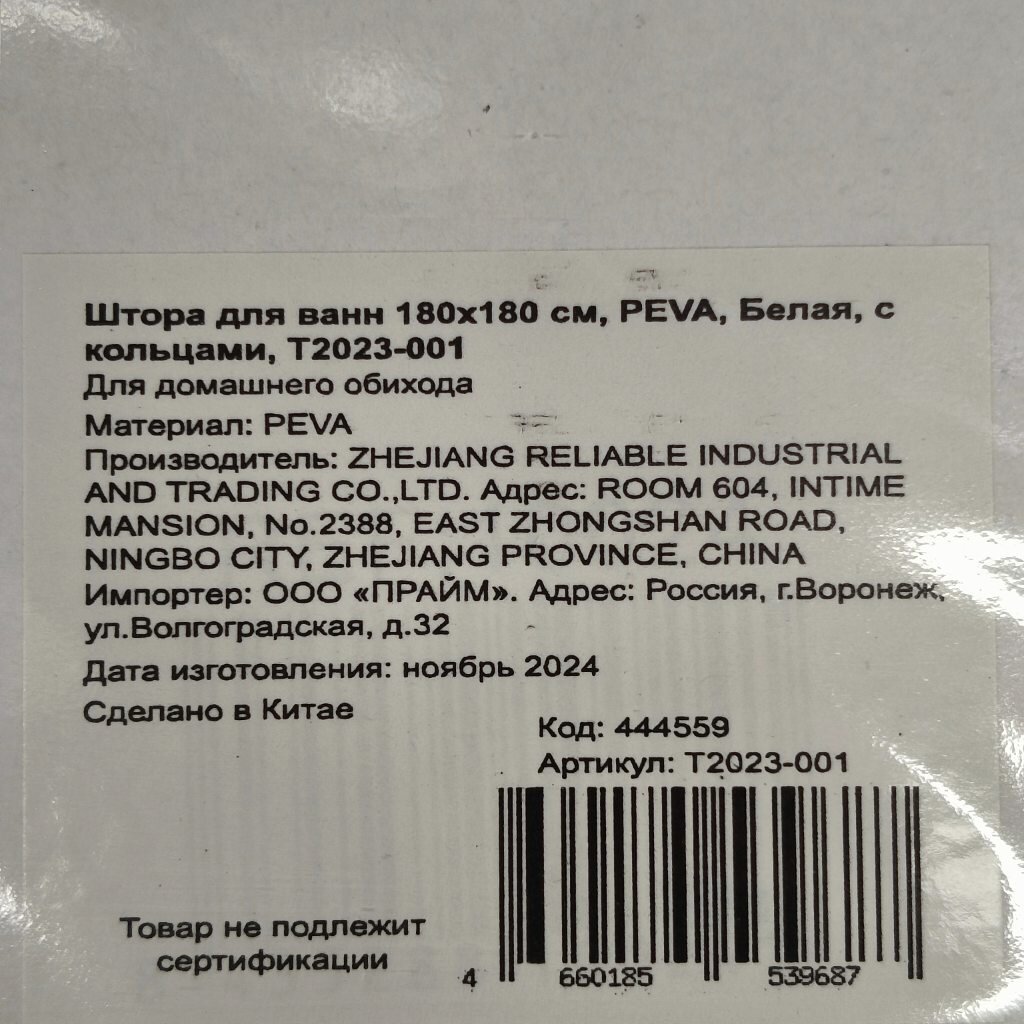 Штора для ванн 180х180 см, PEVA, Белая, с
кольцами, Т2023-001
Для домашнего обихода
Материал: PEVA
Производитель: ZHEJIANG RELIABLE INDUSTRIAL
AND TRADING CO.,LTD. Адрес: ROOM 604, INTIME
MANSION, No.2388, EAST ZHONGSHAN ROAD,
NINGBO CITY, ZHEJIANG PROVINCE, CHINA
Импортер: ООО «ПРАЙМ». Адрес: Россия, г.Воронеж,
ул.Волгоградская, д.32
Дата изготовления: ноябрь 2024
Сделано в Китае
Код: 444559
Артикул: Т2023-001
Товар не подлежит
сертификации
4 660185 539687